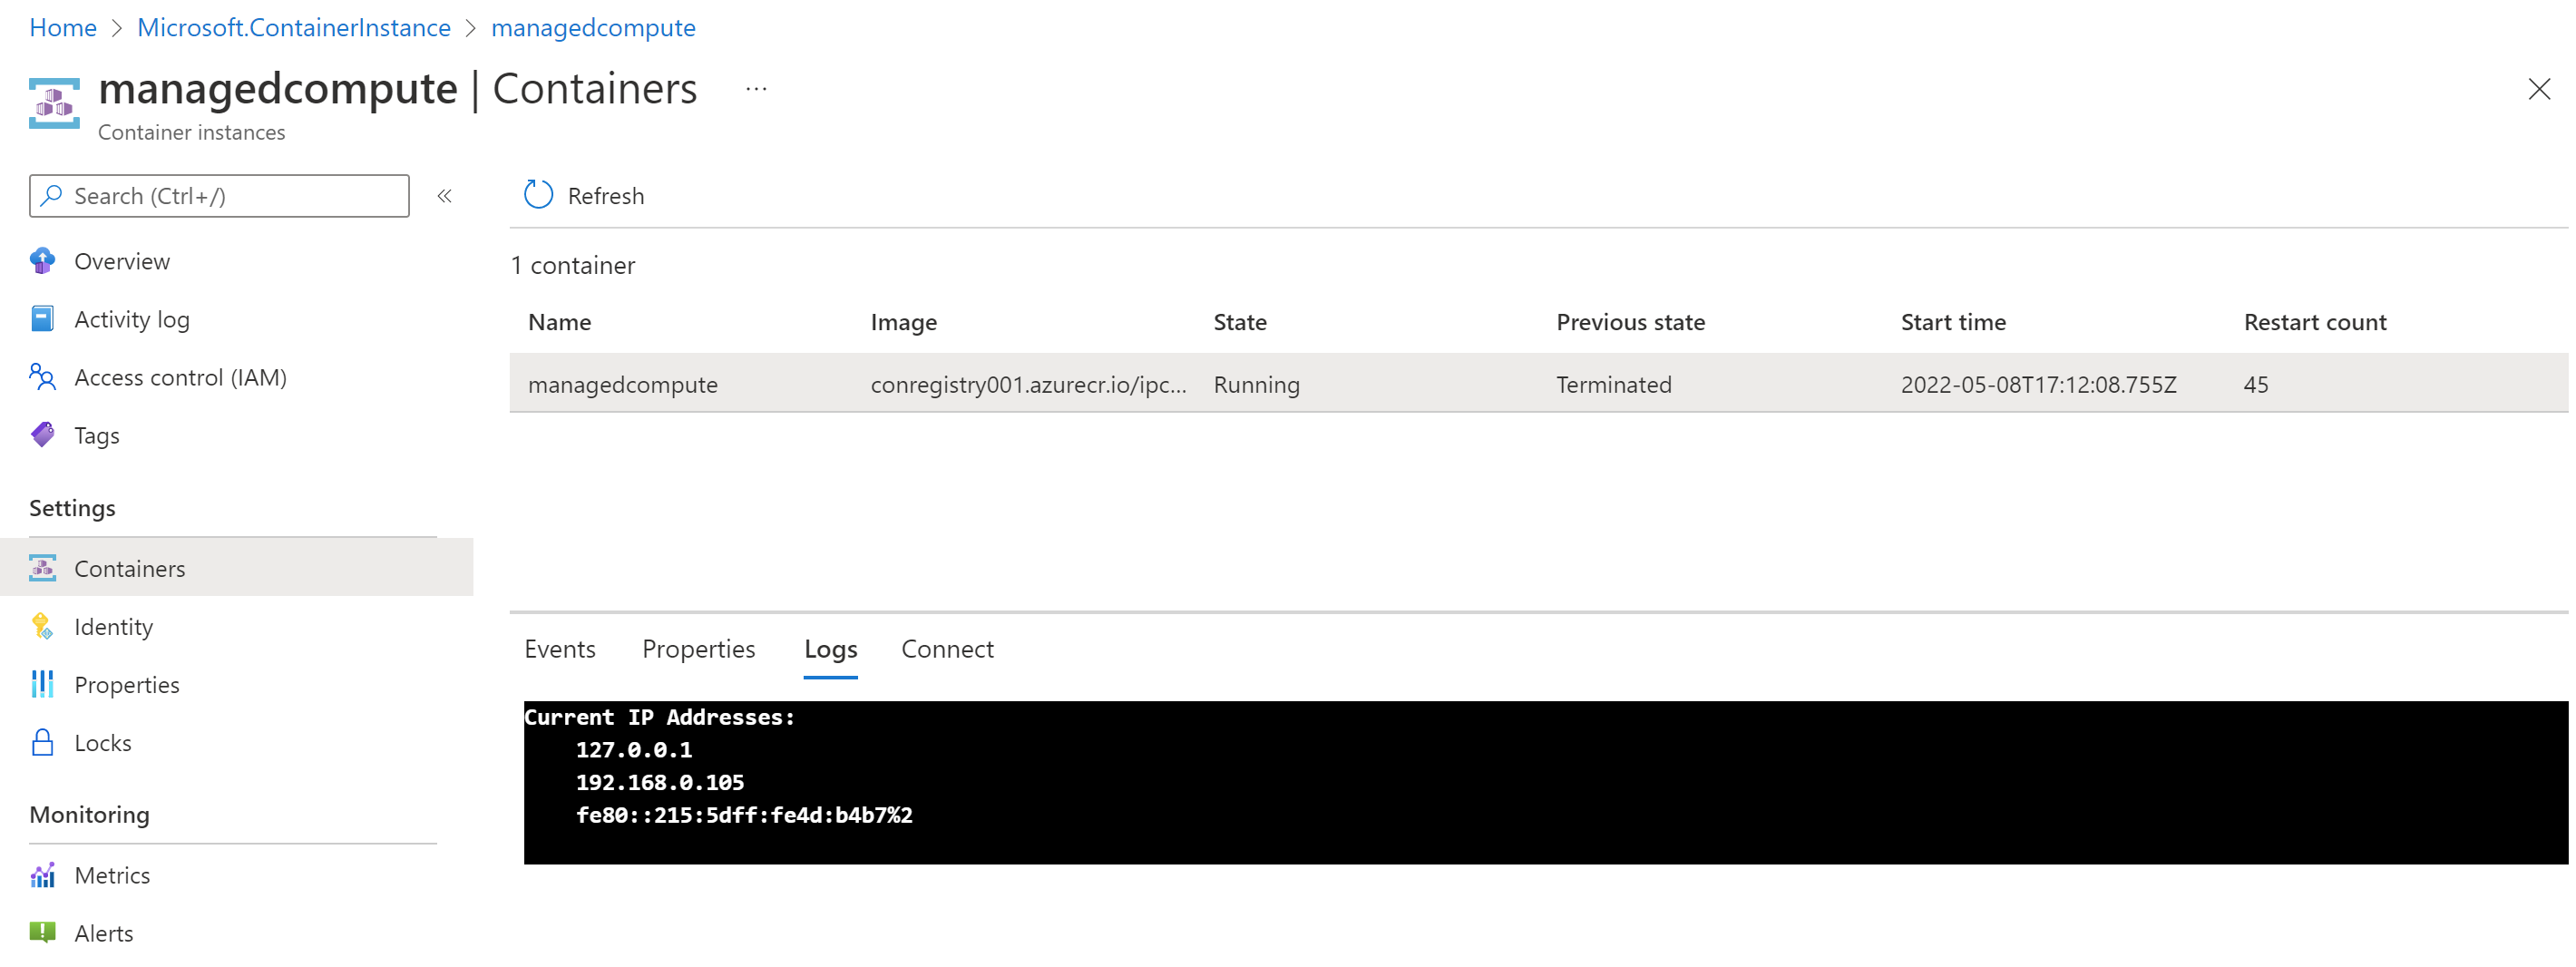 Home > Microsoft.ContainerInstance > managedcompute
managedcompute | Containers ...
Container instances
Search (Ctrl+/) «
Overview
Activity log
Access control (IAM)
Tags
Settings
Containers
Identity
Properties
Locks
Monitoring
Metrics
Alerts
Refresh
1 container
Name Image State Previous state Start time Restart count
managedcompute conregistry001.azurecr.io/ipc... Running Terminated 2022-05-08T17:12:08.755Z 45
Events Properties Logs Connect
Current IP Addresses:
127.0.0.1
192.168.0.105
fe80::215:5dff:fe4d:b4b7%2